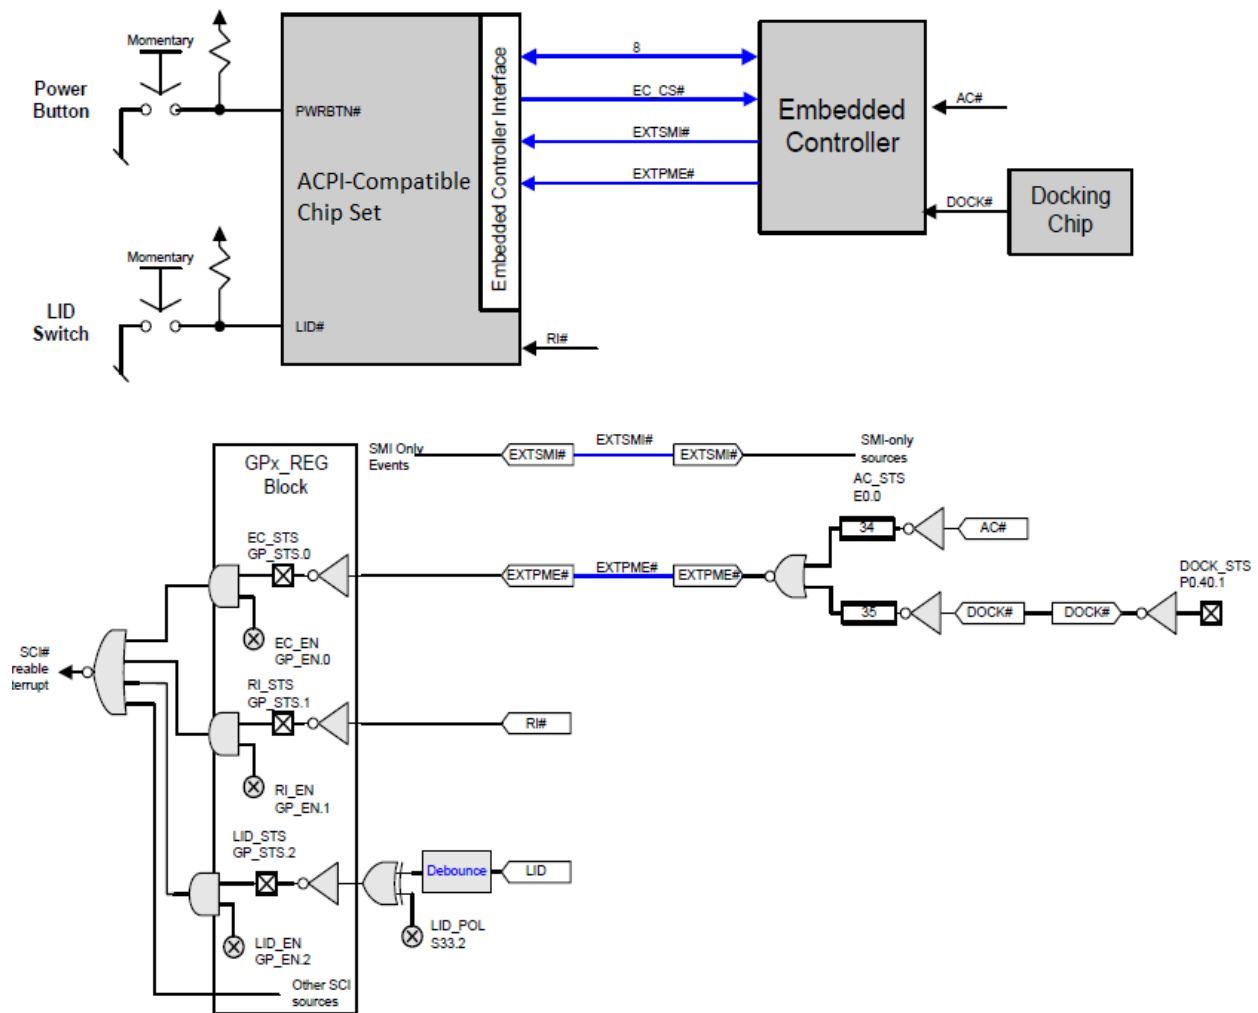 Momentary
Power
Button
PWRBTN#
ACPI-Compatible
Chip Set
Embedded Controller Interface
8
EC_CS#
EXTSMI#
EXTPME#
Embedded
Controller
AC#
DOCK#
Docking
Chip
Momentary
LID
Switch
LID#
RI#
GPx_REG
Block
SMI Only
Events
EXTSMI#
EXTSMI#
EXTSMI#
SMI-only
sources
AC_STS
E0.0
34
AC#
EC_STS
GP_STS.0
EXTPME#
EXTPME#
EXTPME#
DOCK_STS
P0.40.1
35
DOCK#
DOCK#
EC_EN
GP_EN.0
SCI#
reable
terrupt
RI_STS
GP_STS.1
RI#
RI_EN
GP_EN.1
LID_STS
GP_STS.2
Debounce
LID
LID_POL
S33.2
LID_EN
GP_EN.2
Other SCI
sources